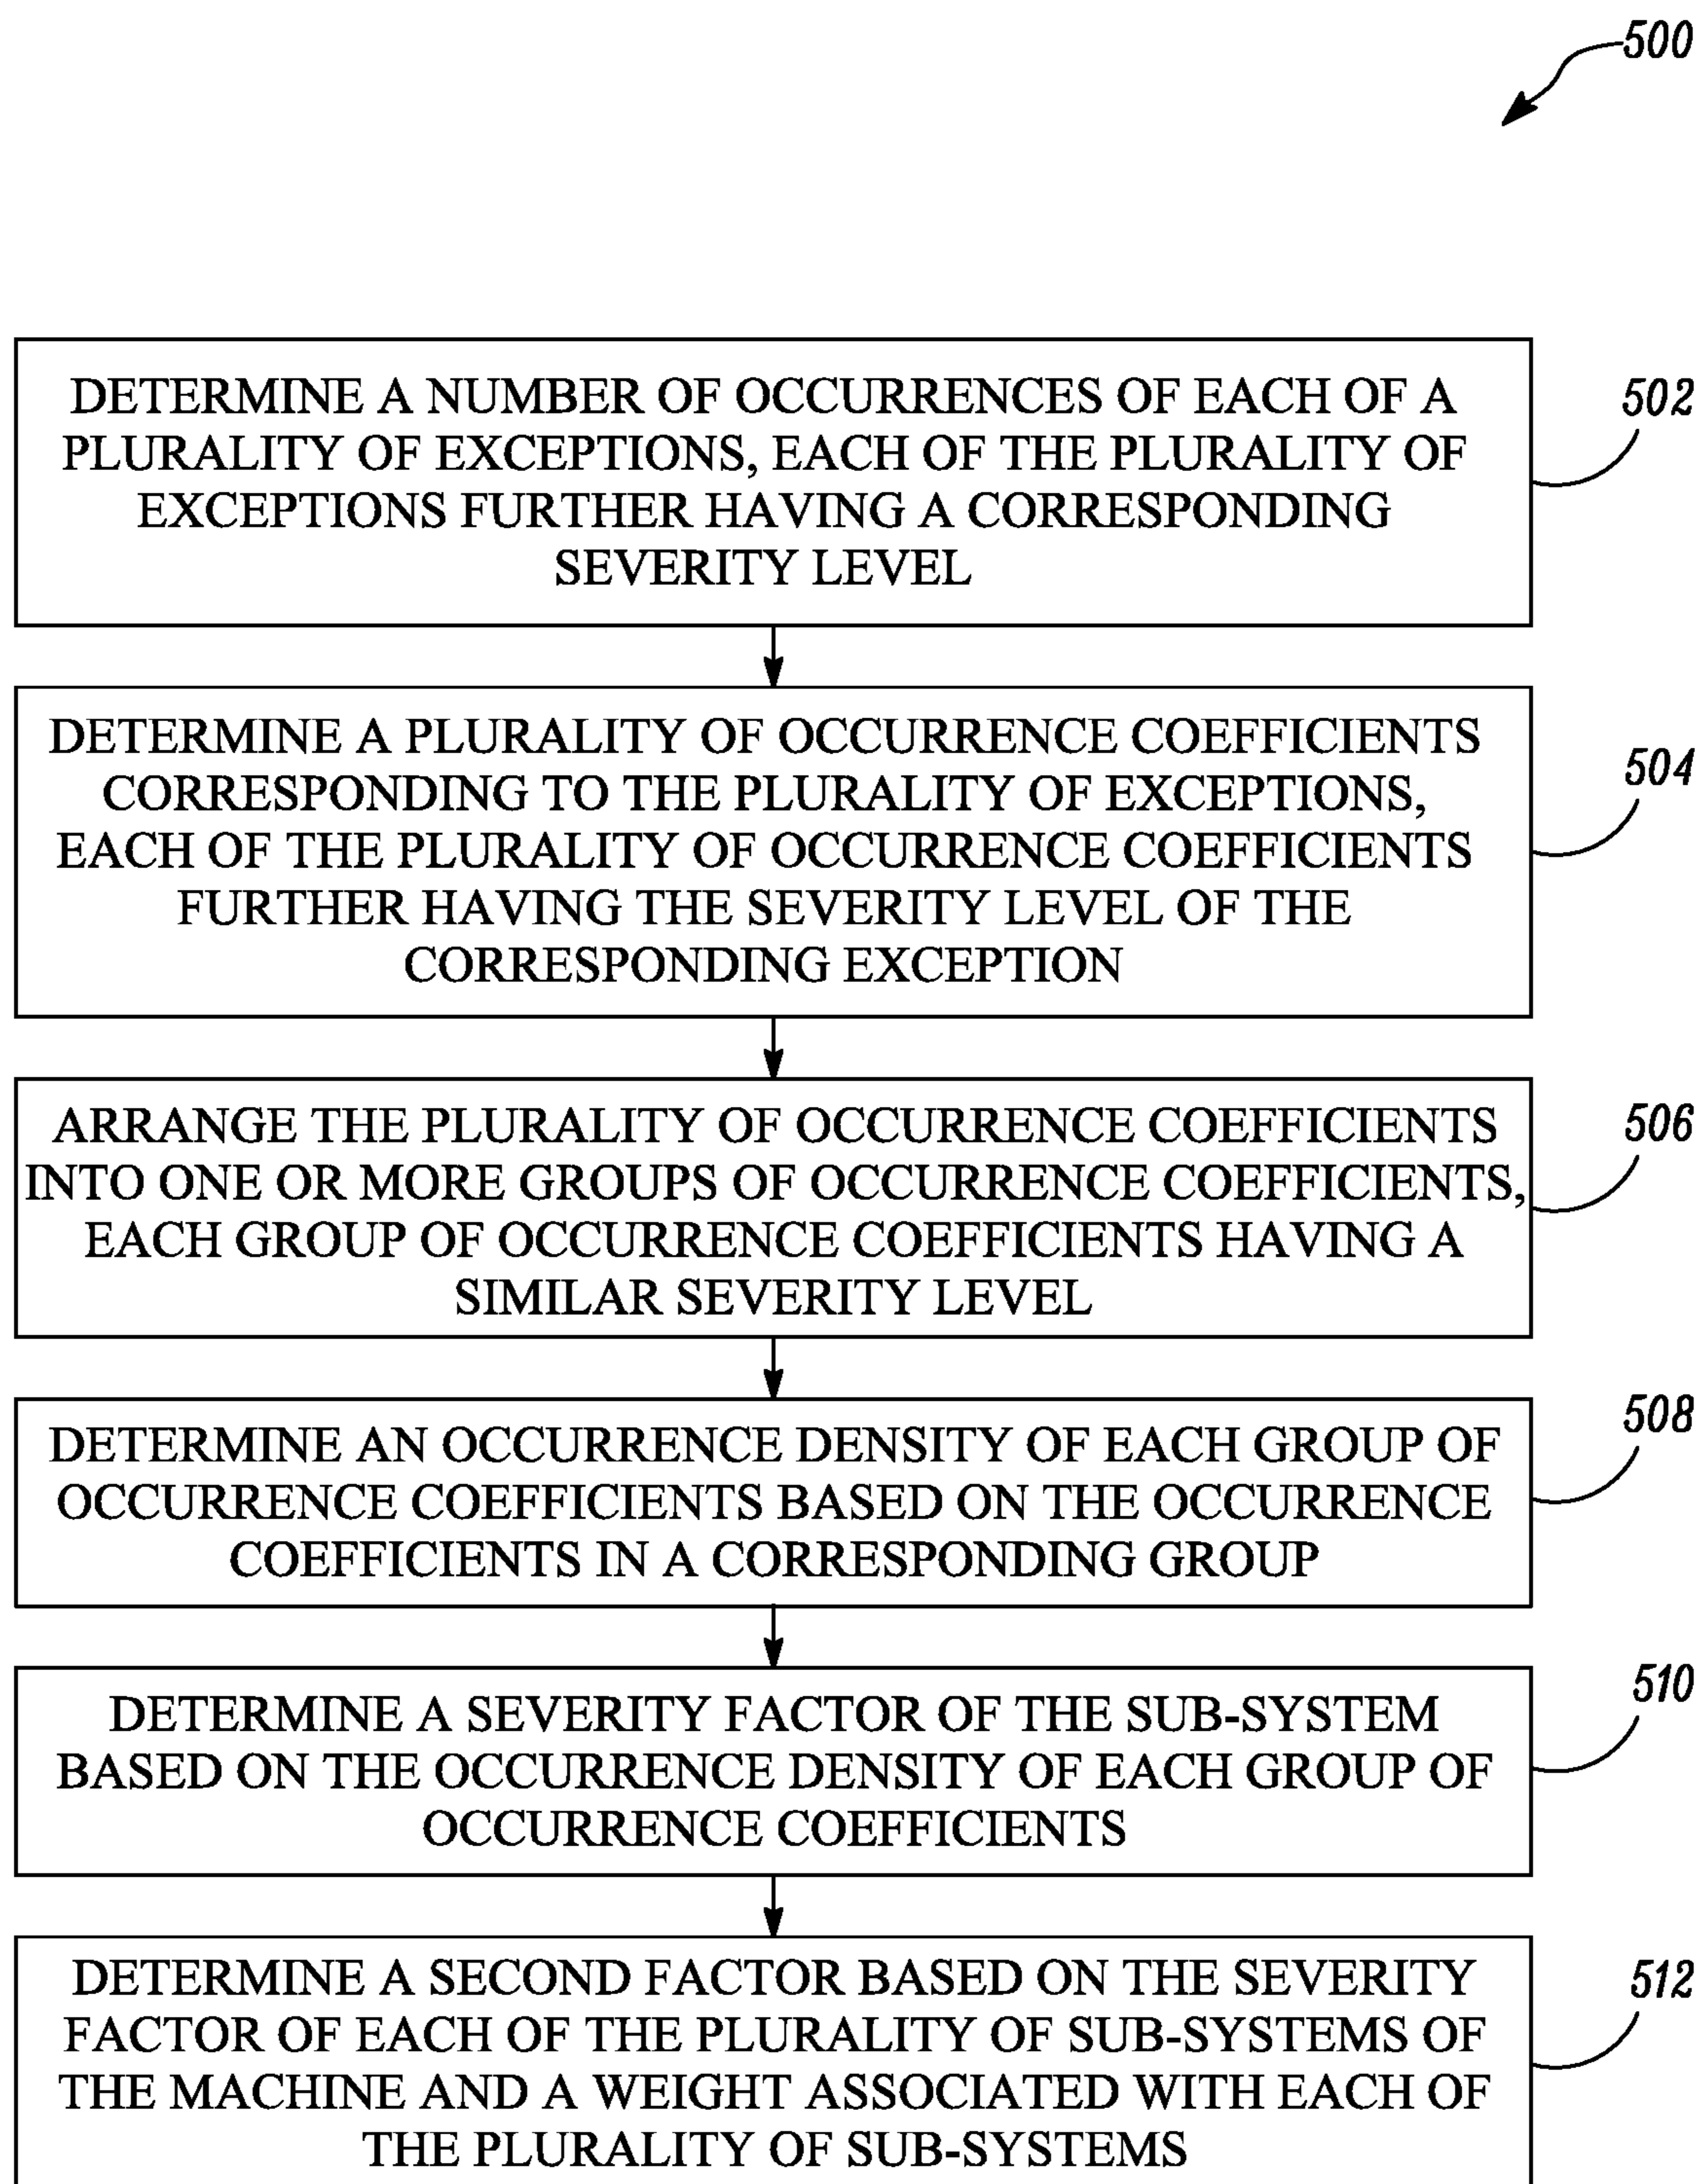 500
DETERMINE A NUMBER OF OCCURRENCES OF EACH OF A
PLURALITY OF EXCEPTIONS, EACH OF THE PLURALITY OF
EXCEPTIONS FURTHER HAVING A CORRESPONDING
SEVERITY LEVEL
502
DETERMINE A PLURALITY OF OCCURRENCE COEFFICIENTS
CORRESPONDING TO THE PLURALITY OF EXCEPTIONS,
EACH OF THE PLURALITY OF OCCURRENCE COEFFICIENTS
FURTHER HAVING THE SEVERITY LEVEL OF THE
CORRESPONDING EXCEPTION
504
ARRANGE THE PLURALITY OF OCCURRENCE COEFFICIENTS
INTO ONE OR MORE GROUPS OF OCCURRENCE COEFFICIENTS,
EACH GROUP OF OCCURRENCE COEFFICIENTS HAVING A
SIMILAR SEVERITY LEVEL
506
DETERMINE AN OCCURRENCE DENSITY OF EACH GROUP OF
OCCURRENCE COEFFICIENTS BASED ON THE OCCURRENCE
COEFFICIENTS IN A CORRESPONDING GROUP
508
DETERMINE A SEVERITY FACTOR OF THE SUB-SYSTEM
BASED ON THE OCCURRENCE DENSITY OF EACH GROUP OF
OCCURRENCE COEFFICIENTS
510
DETERMINE A SECOND FACTOR BASED ON THE SEVERITY
FACTOR OF EACH OF THE PLURALITY OF SUB-SYSTEMS OF
THE MACHINE AND A WEIGHT ASSOCIATED WITH EACH OF
THE PLURALITY OF SUB-SYSTEMS
512